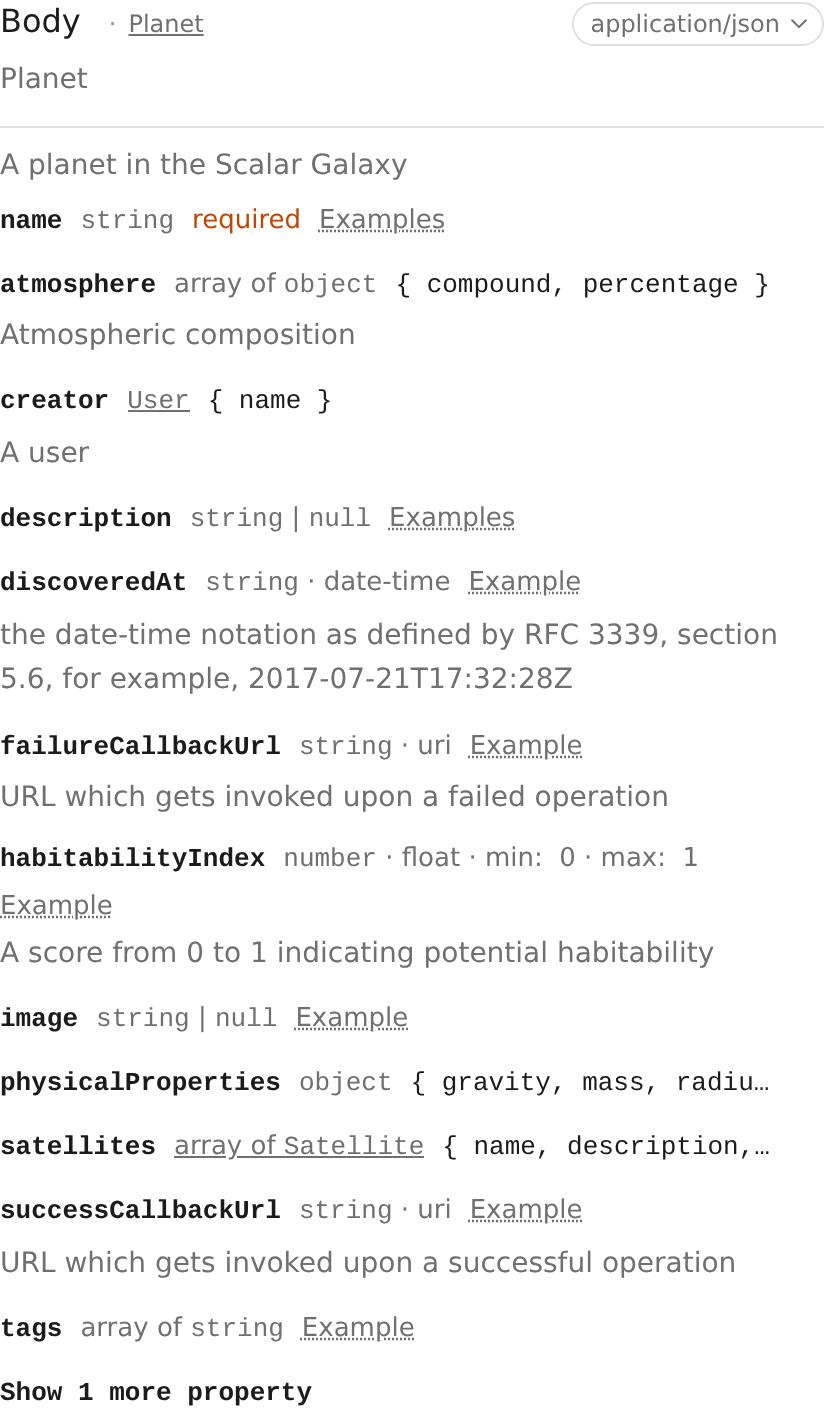 Body · Planet application/json
Planet
A planet in the Scalar Galaxy
name string required Examples
atmosphere array of object { compound, percentage }
Atmospheric composition
creator User { name }
A user
description string | null Examples
discoveredAt string · date-time Example
the date-time notation as defined by RFC 3339, section
5.6, for example, 2017-07-21T17:32:28Z
failureCallbackUrl string · uri Example
URL which gets invoked upon a failed operation
habitabilityIndex number · float · min: 0 · max: 1
Example
A score from 0 to 1 indicating potential habitability
image string | null Example
physicalProperties object { gravity, mass, radiu…
satellites array of Satellite { name, description,…
successCallbackUrl string · uri Example
URL which gets invoked upon a successful operation
tags array of string Example
Show 1 more property